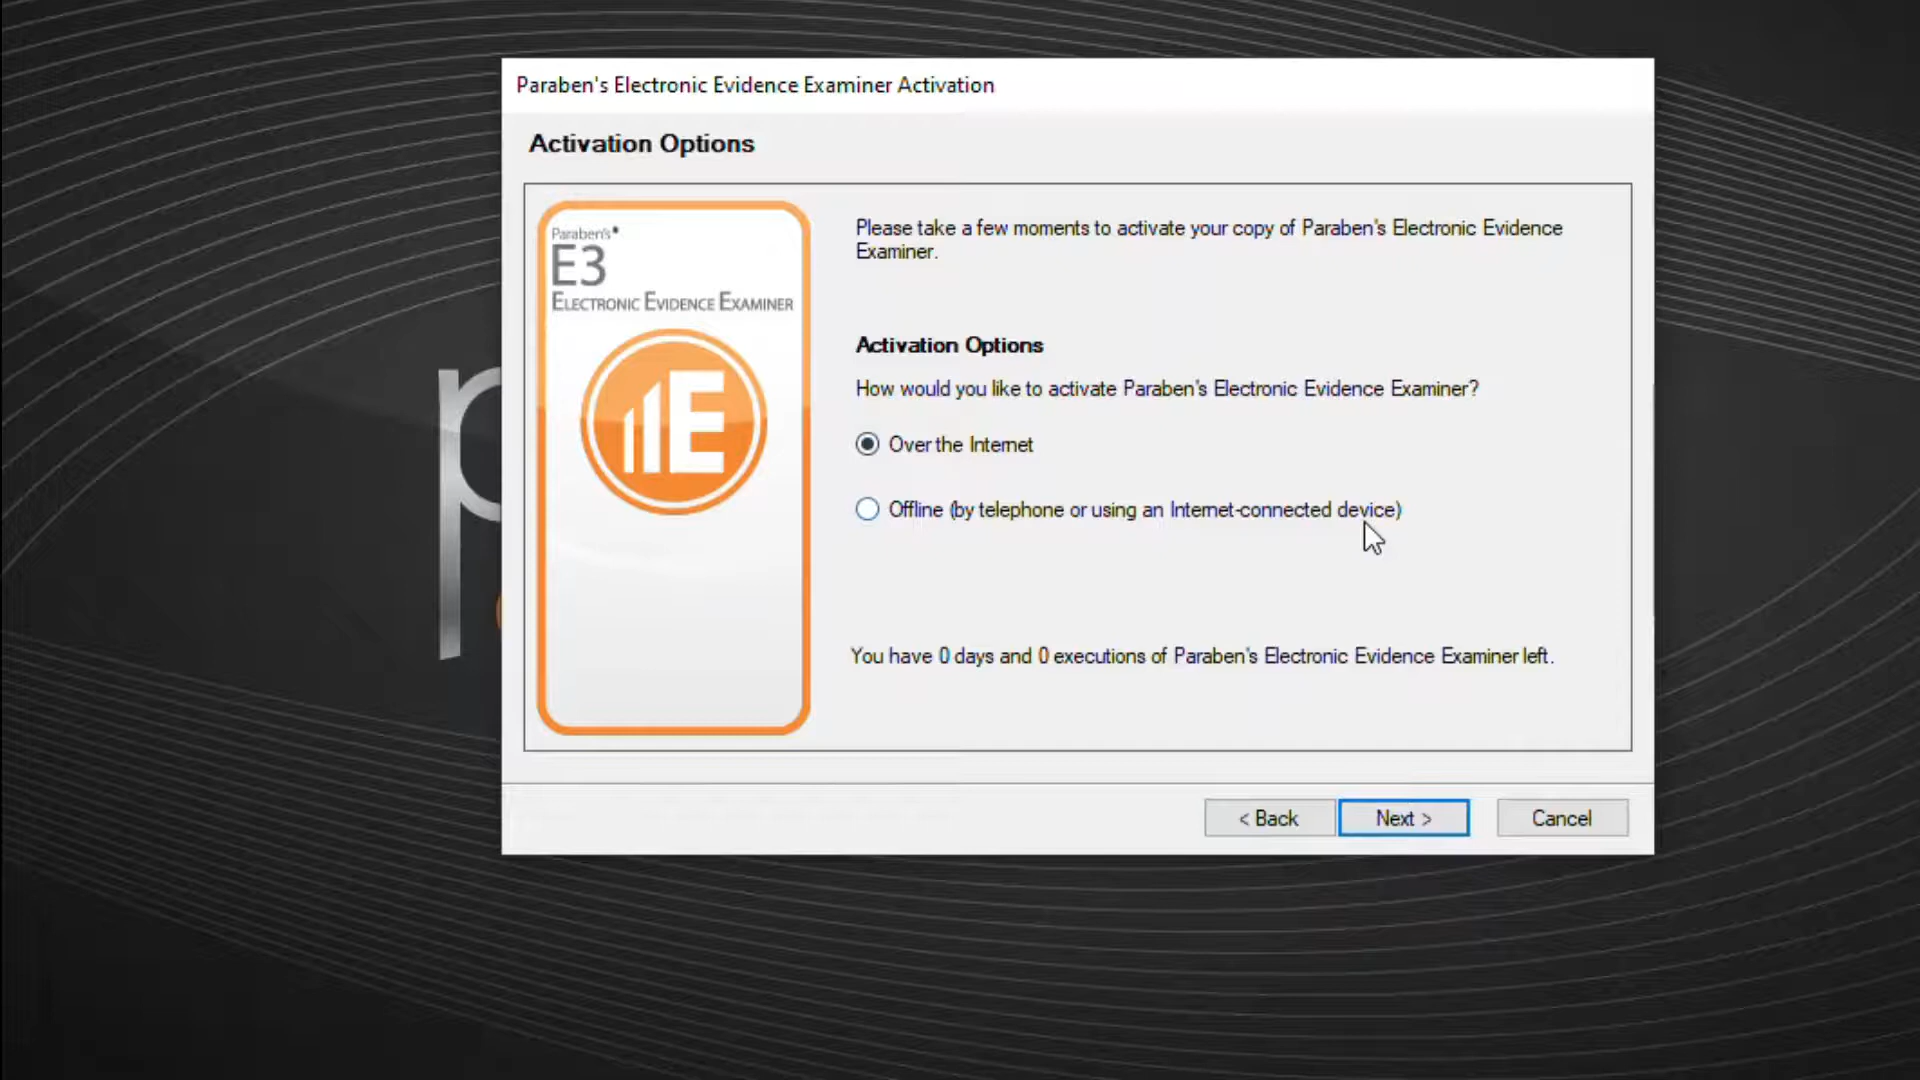 Paraben's Electronic Evidence Examiner Activation
Activation Options
Paraben's
E3
ELECTRONIC EVIDENCE EXAMINER
E
Please take a few moments to activate your copy of Paraben's Electronic Evidence
Examiner.
Activation Options
How would you like to activate Paraben's Electronic Evidence Examiner?
Over the Internet
Offline (by telephone or using an Internet-connected device)
You have 0 days and 0 executions of Paraben's Electronic Evidence Examiner left.
p
< Back
Next >
Cancel